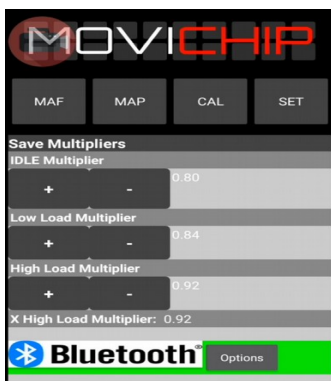 MOVICHIP
MAF MAP CAL SET
Save Multipliers
IDLE Multiplier
+ - 0.80
Low Load Multiplier
+ - 0.84
High Load Multiplier
+ - 0.92
X High Load Multiplier: 0.92
Bluetooth® Options